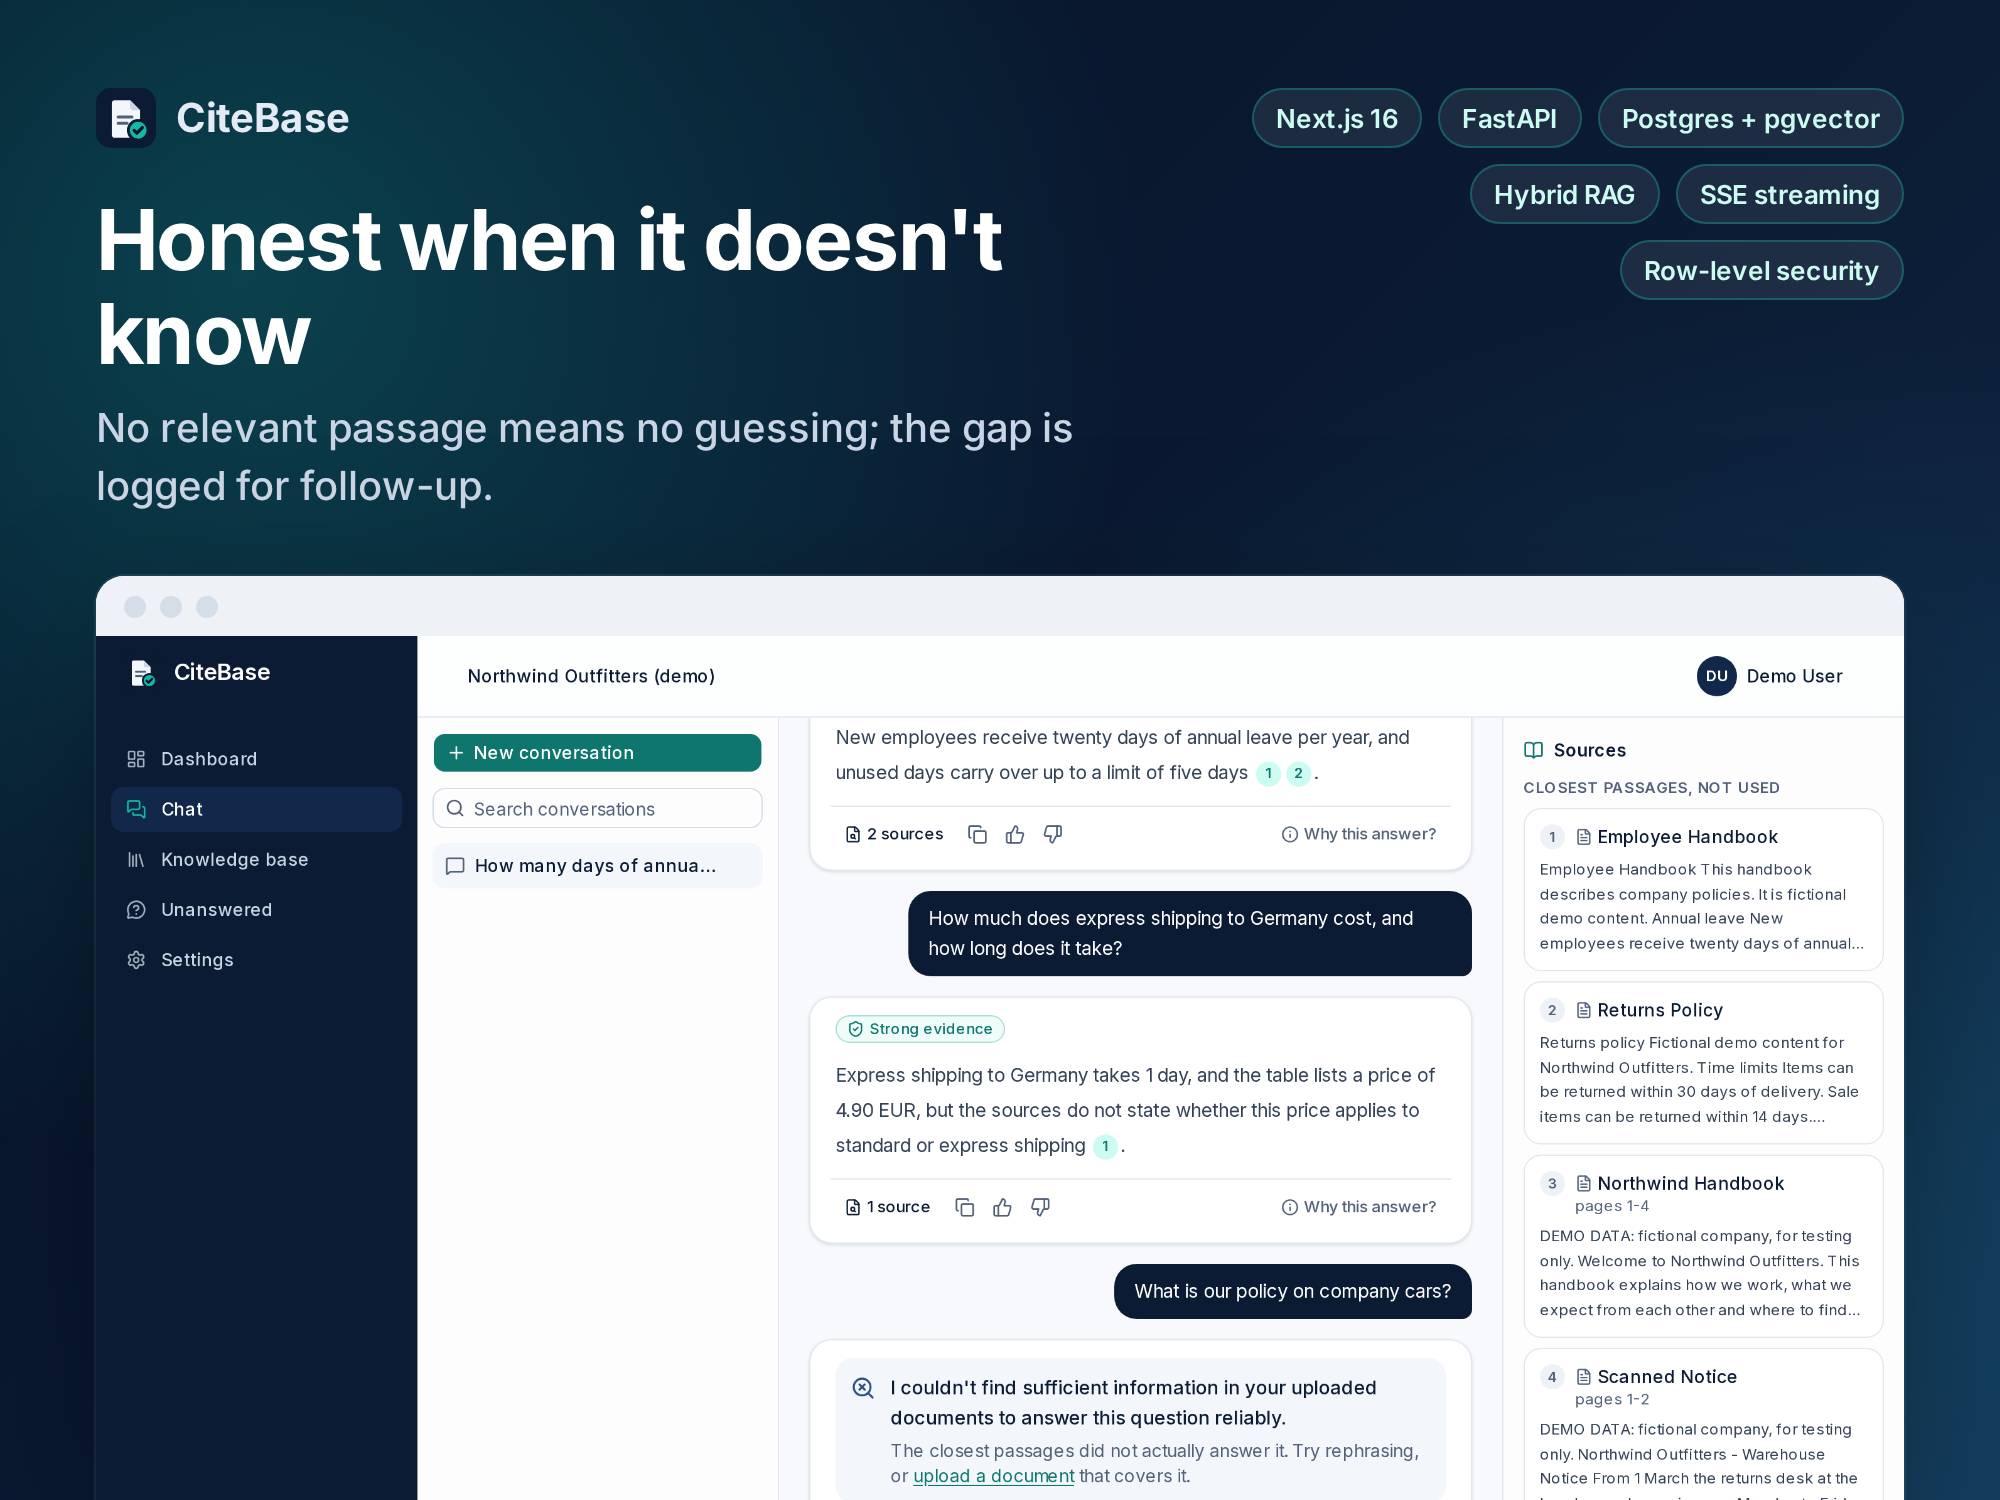 CiteBase
Next.js 16
FastAPI
Postgres + pgvector
Hybrid RAG
SSE streaming
Row-level security
Honest when it doesn't
know
No relevant passage means no guessing; the gap is
logged for follow-up.
CiteBase
Dashboard
Chat
Knowledge base
Unanswered
Settings
Northwind Outfitters (demo)
DU
Demo User
New conversation
Search conversations
How many days of annua...
New employees receive twenty days of annual leave per year, and
unused days carry over up to a limit of five days 1 2 .
2 sources
Why this answer?
How much does express shipping to Germany cost, and
how long does it take?
Strong evidence
Express shipping to Germany takes 1 day, and the table lists a price of
4.90 EUR, but the sources do not state whether this price applies to
standard or express shipping 1 .
1 source
Why this answer?
What is our policy on company cars?
I couldn't find sufficient information in your uploaded
documents to answer this question reliably.
The closest passages did not actually answer it. Try rephrasing,
or upload a document that covers it.
Sources
CLOSEST PASSAGES, NOT USED
1
Employee Handbook
Employee Handbook This handbook
describes company policies. It is fictional
demo content. Annual leave New
employees receive twenty days of annual...
2
Returns Policy
Returns policy Fictional demo content for
Northwind Outfitters. Time limits Items can
be returned within 30 days of delivery. Sale
items can be returned within 14 days....
3
Northwind Handbook
pages 1-4
DEMO DATA: fictional company, for testing
only. Welcome to Northwind Outfitters. This
handbook explains how we work, what we
expect from each other and where to find...
4
Scanned Notice
pages 1-2
DEMO DATA: fictional company, for testing
only. Northwind Outfitters - Warehouse
Notice From 1 March the returns desk at the